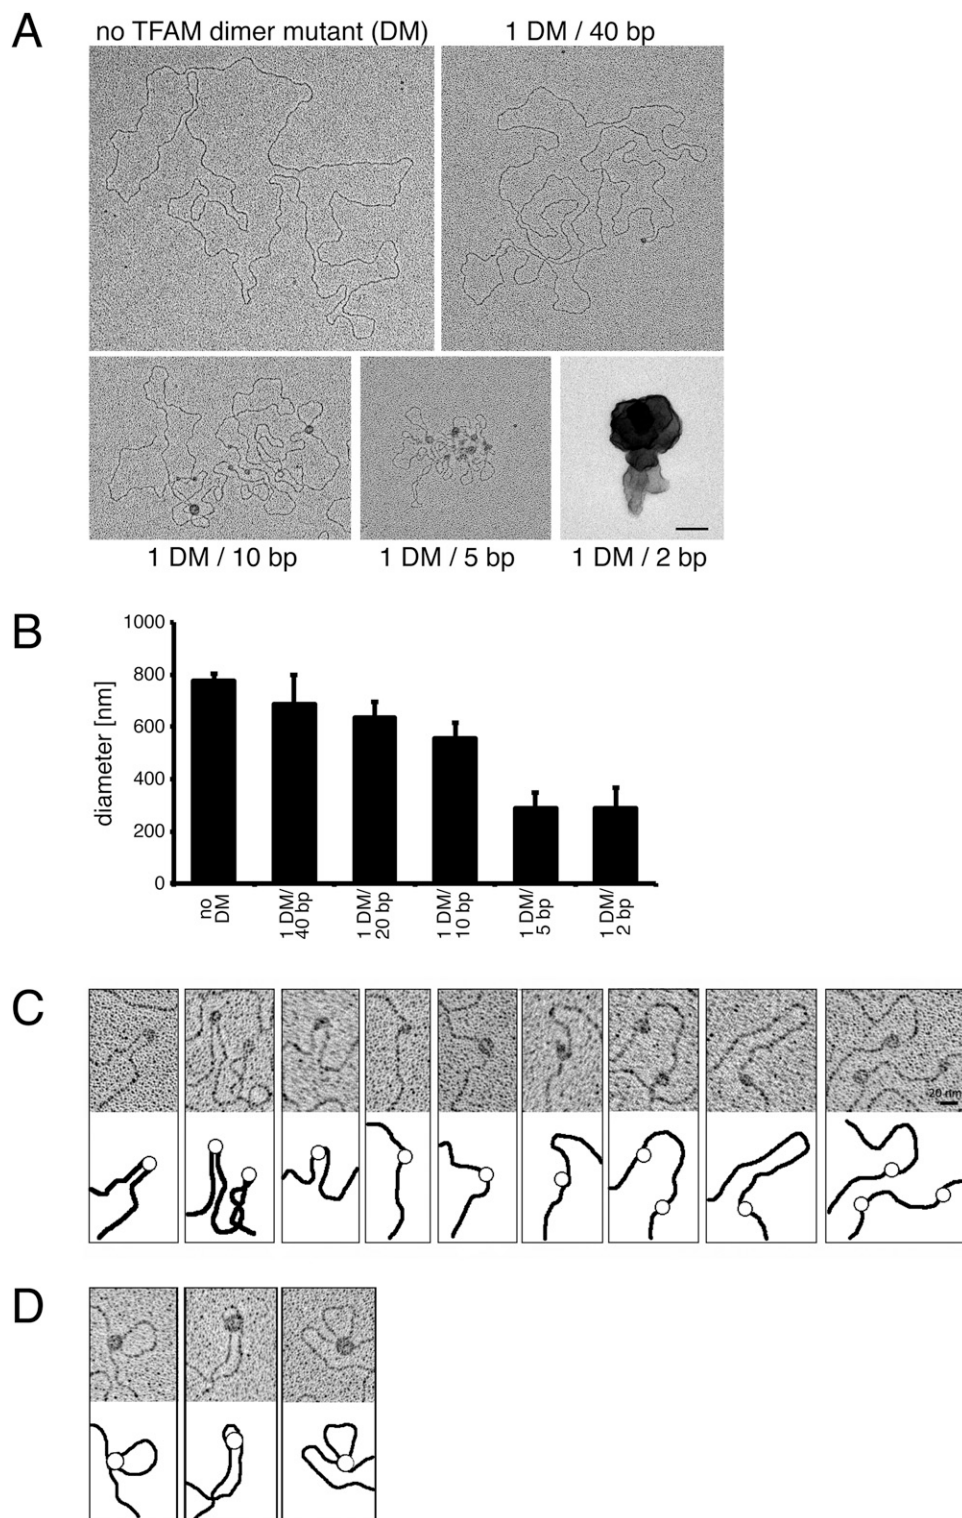 A
no TFAM dimer mutant (DM)
1 DM / 40 bp
1 DM / 10 bp
1 DM / 5 bp
1 DM / 2 bp
B
diameter [nm]
1000
800
600
400
200
0
no
DM
1 DM/
40 bp
1 DM/
20 bp
1 DM/
10 bp
1 DM/
5 bp
1 DM/
2 bp
C
20 nm
D